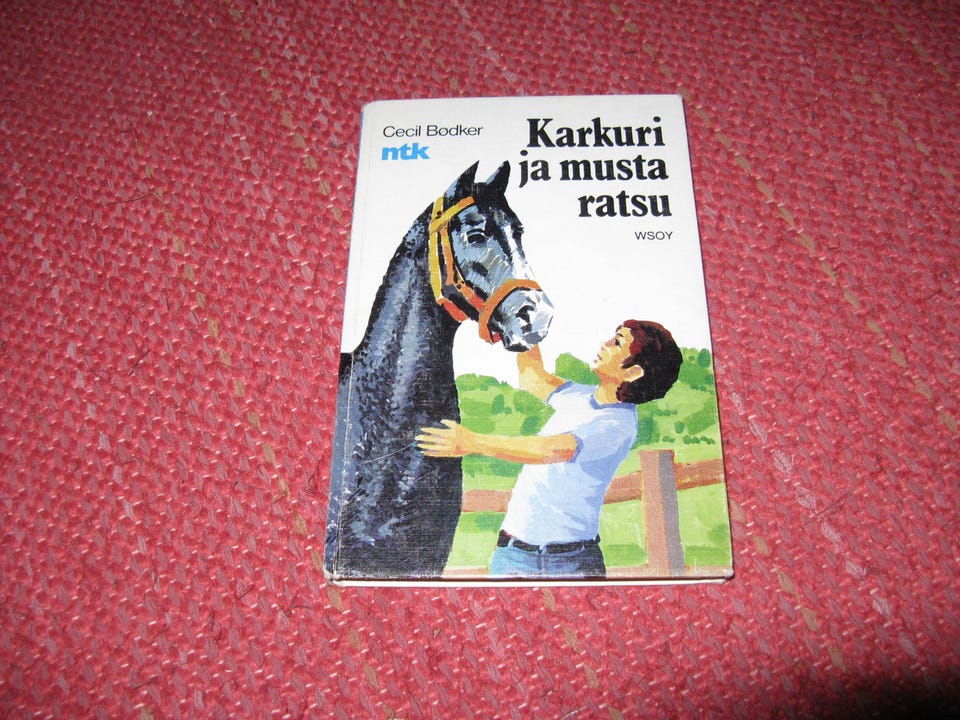 Cecil Bødker
ntk
Karkuri
ja musta
ratsu
WSOY